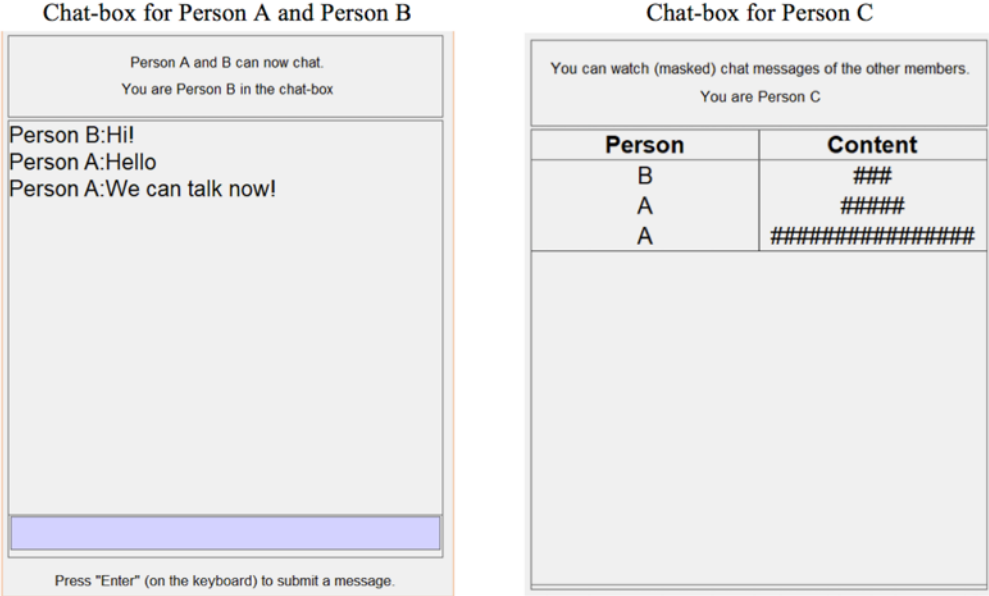 Chat-box for Person A and Person B
Person A and B can now chat.
You are Person B in the chat-box
Person B:Hi!
Person A:Hello
Person A:We can talk now!
Press "Enter" (on the keyboard) to submit a message.
Chat-box for Person C
You can watch (masked) chat messages of the other members.
You are Person C
Person Content
B ###
A #####
A ################